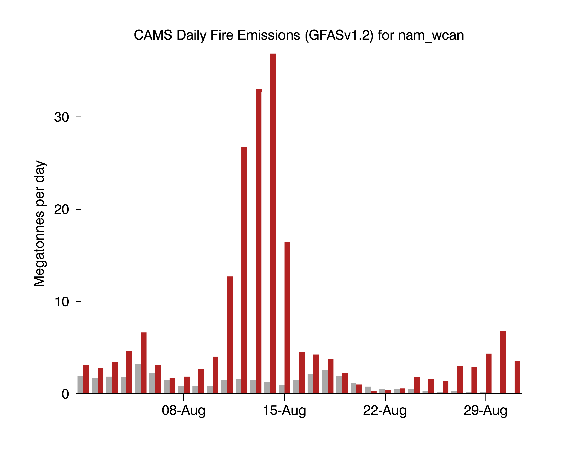 CAMS Daily Fire Emissions (GFASv1.2) for nam_wcan
Megatonnes per day
30
20
10
0
08-Aug 15-Aug 22-Aug 29-Aug